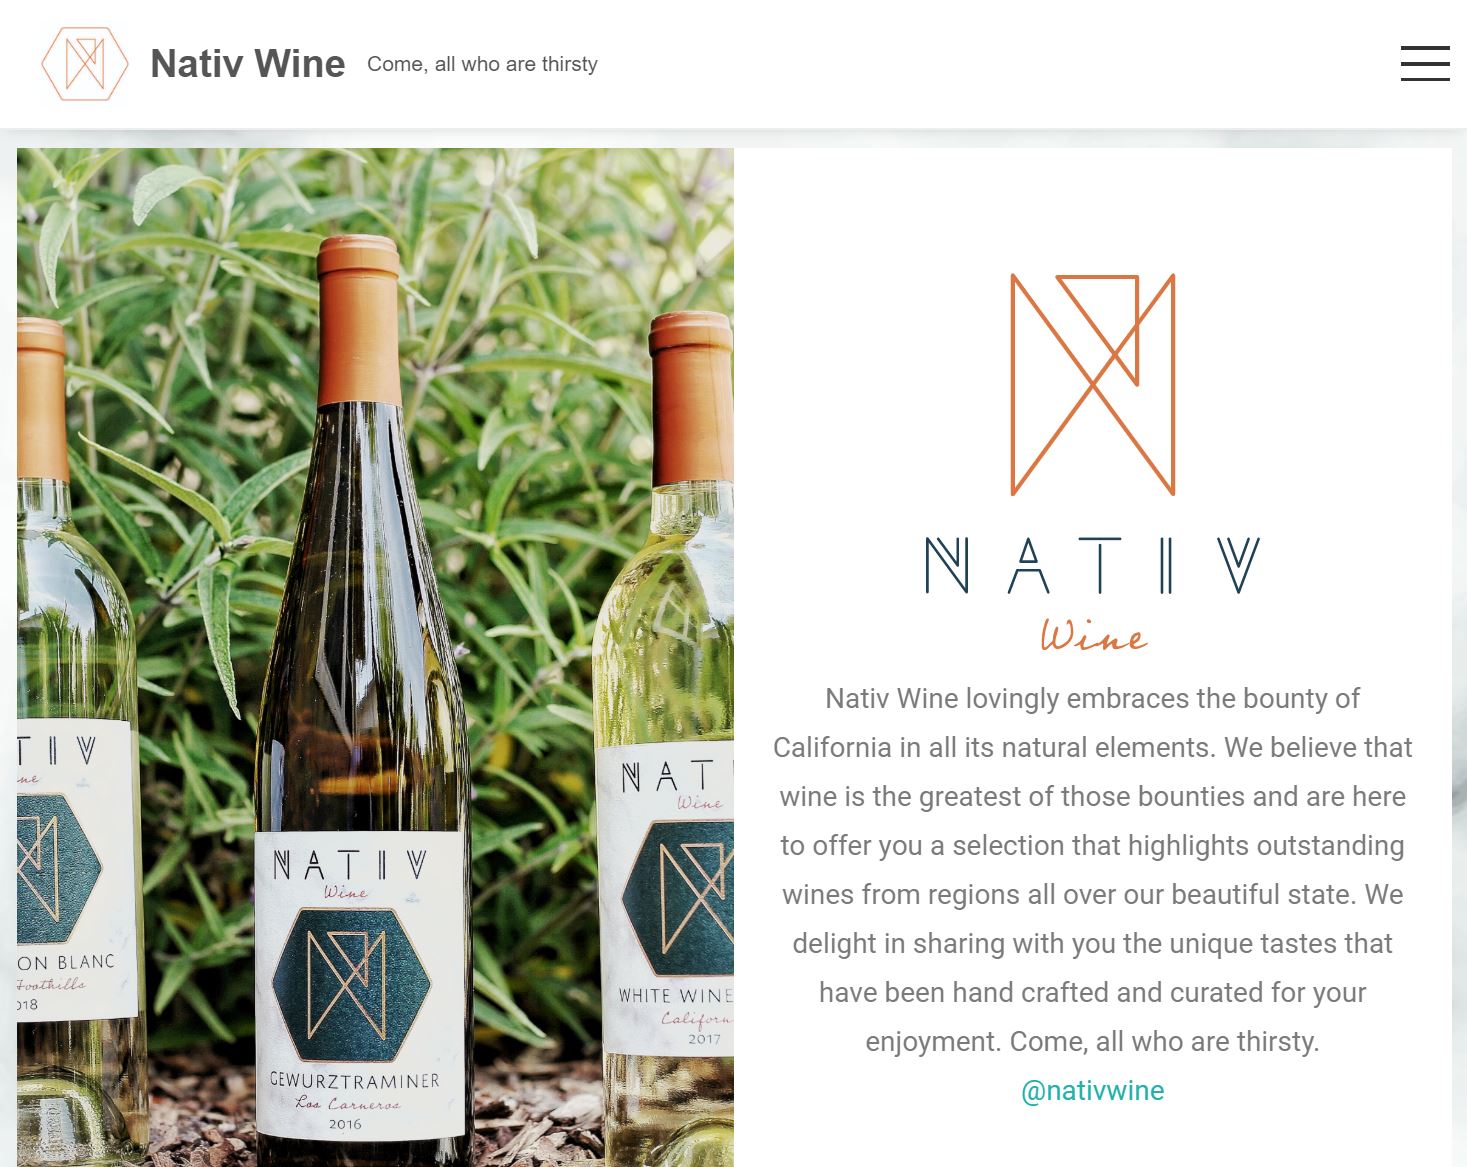 Nativ Wine Come, all who are thirsty
NATIV
Wine
Nativ Wine lovingly embraces the bounty of
California in all its natural elements. We believe that
wine is the greatest of those bounties and are here
to offer you a selection that highlights outstanding
wines from regions all over our beautiful state. We
delight in sharing with you the unique tastes that
have been hand crafted and curated for your
enjoyment. Come, all who are thirsty.
@nativwine
TIV
ne
ON BLANC
Foothills
018
NATIV
Wine
GEWURZTRAMINER
Los Carneros
2016
NAT
Wine
WHITE WINE
Californ
2017